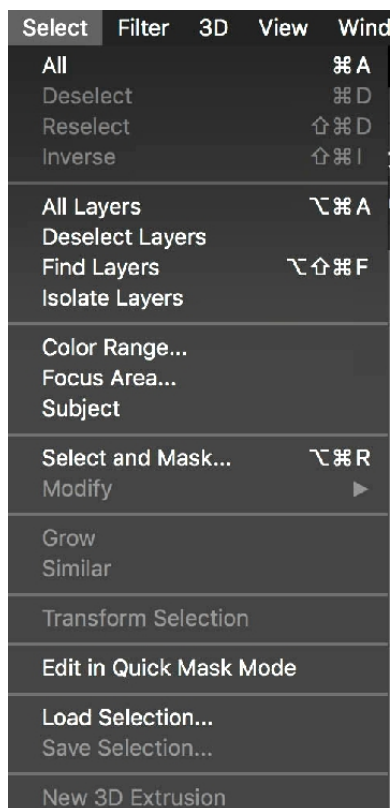 Select Filter 3D View Wind
All ⌘A
Deselect ⌘D
Reselect ⇧⌘D
Inverse ⇧⌘I
All Layers ⌥⌘A
Deselect Layers
Find Layers ⌥⇧⌘F
Isolate Layers
Color Range...
Focus Area...
Subject
Select and Mask... ⌥⌘R
Modify ▶
Grow
Similar
Transform Selection
Edit in Quick Mask Mode
Load Selection...
Save Selection...
New 3D Extrusion